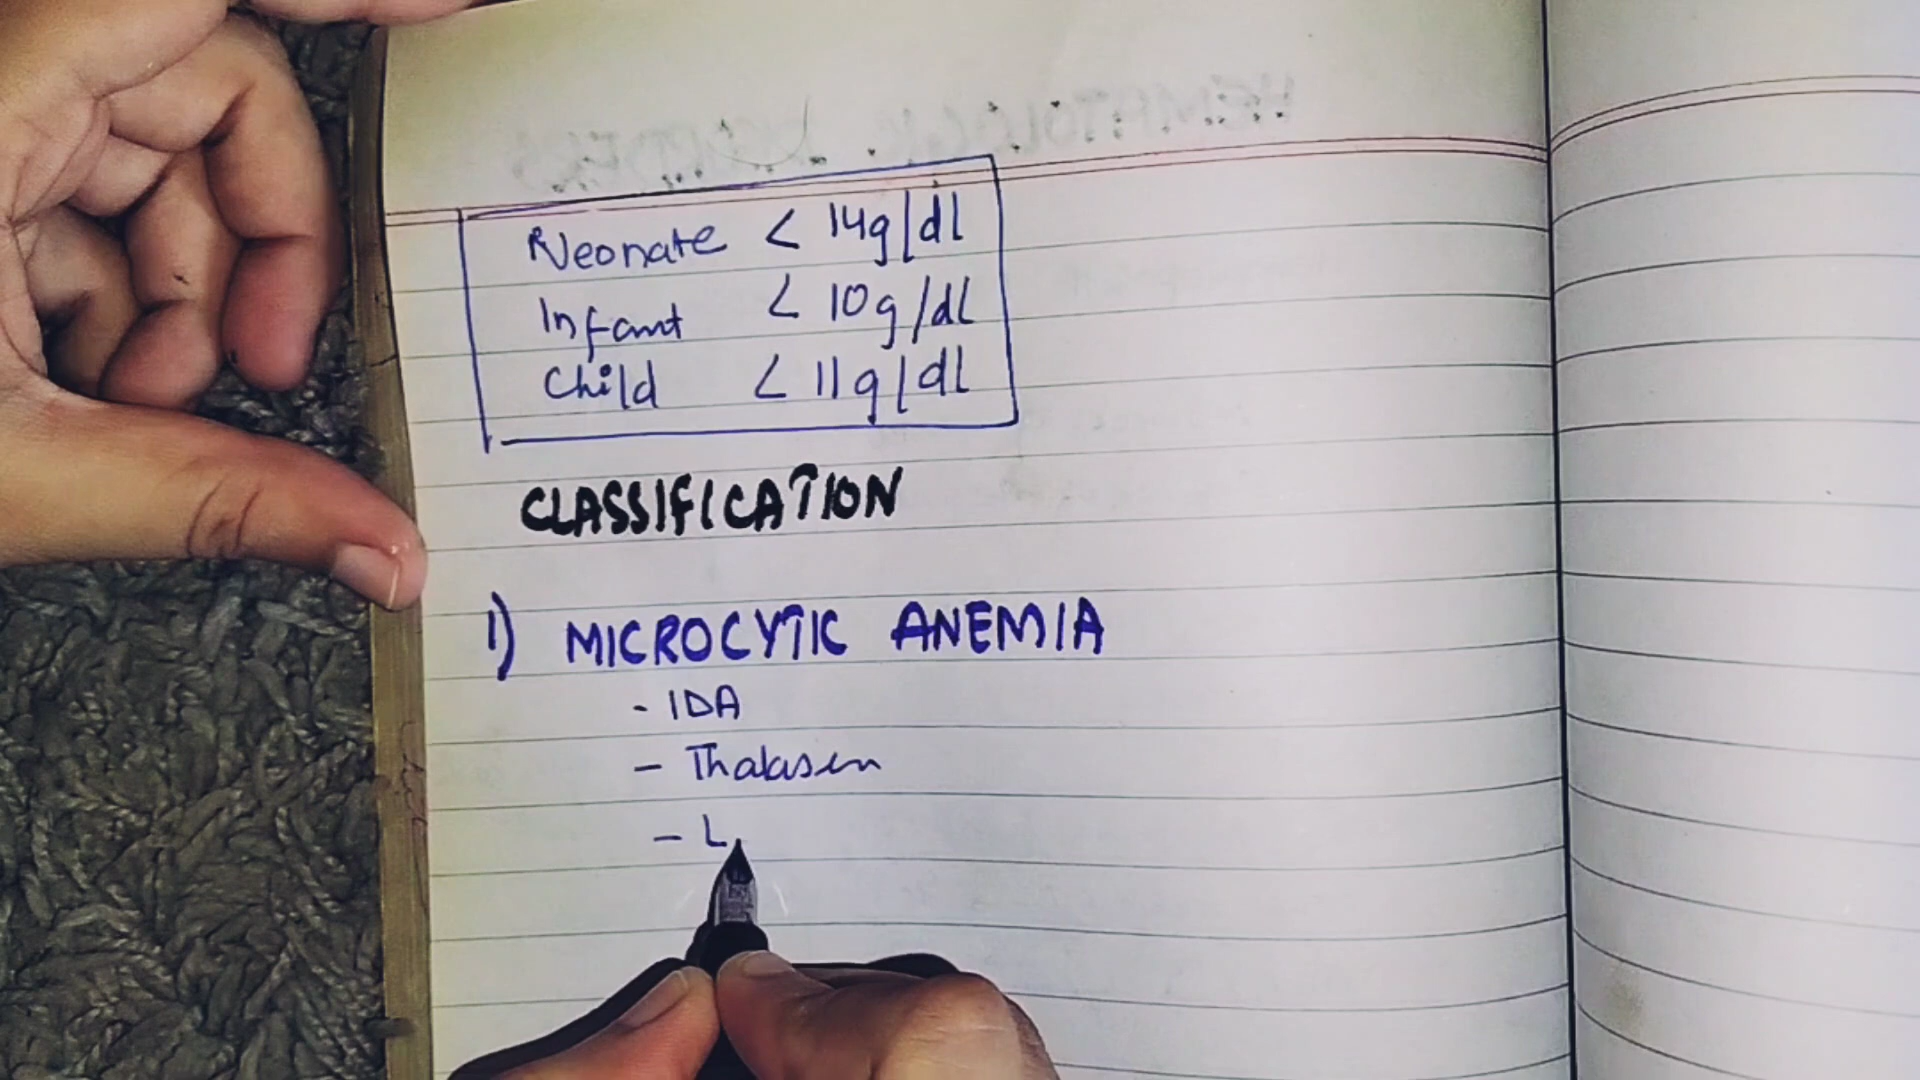 Neonate < 14g/dl
Infant < 10g/dl
Child < 11g/dl
CLASSIFICATION
1) MICROCYTIC ANEMIA
- IDA
- Thalasem
- L